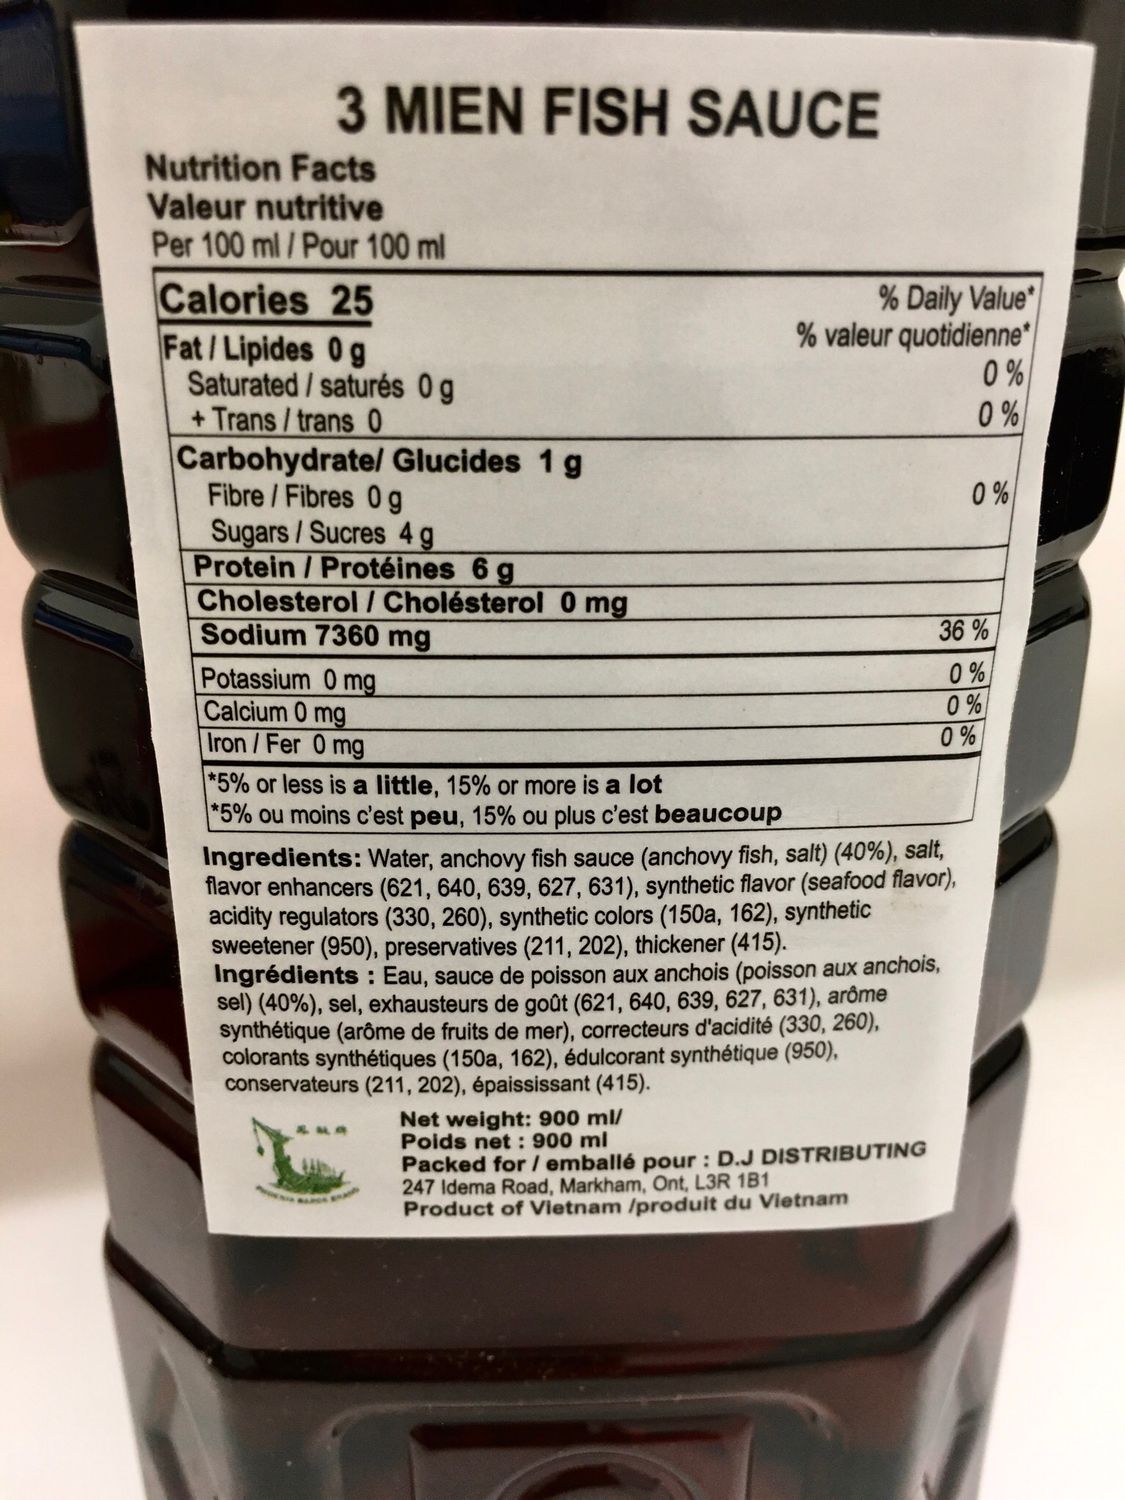 3 MIEN FISH SAUCE
Nutrition Facts
Valeur nutritive
Per 100 ml / Pour 100 ml
Calories 25
% Daily Value*
% valeur quotidienne*
Fat / Lipides 0 g
Saturated / saturés 0 g 0 %
+ Trans / trans 0 0 %
Carbohydrate/ Glucides 1 g
Fibre / Fibres 0 g 0 %
Sugars / Sucres 4 g
Protein / Protéines 6 g
Cholesterol / Choléstérol 0 mg
Sodium 7360 mg 36 %
Potassium 0 mg 0 %
Calcium 0 mg 0 %
Iron / Fer 0 mg 0 %
*5% or less is a little, 15% or more is a lot
*5% ou moins c'est peu, 15% ou plus c'est beaucoup
Ingredients: Water, anchovy fish sauce (anchovy fish, salt) (40%), salt,
flavor enhancers (621, 640, 639, 627, 631), synthetic flavor (seafood flavor),
acidity regulators (330, 260), synthetic colors (150a, 162), synthetic
sweetener (950), preservatives (211, 202), thickener (415).
Ingrédients : Eau, sauce de poisson aux anchois (poisson aux anchois,
sel) (40%), sel, exhausteurs de goût (621, 640, 639, 627, 631), arôme
synthétique (arôme de fruits de mer), correcteurs d'acidité (330, 260),
colorants synthétiques (150a, 162), édulcorant synthétique (950),
conservateurs (211, 202), épaississant (415).
Net weight: 900 ml/
Poids net : 900 ml
Packed for / emballé pour : D.J DISTRIBUTING
247 Idema Road, Markham, Ont, L3R 1B1
Product of Vietnam /produit du Vietnam